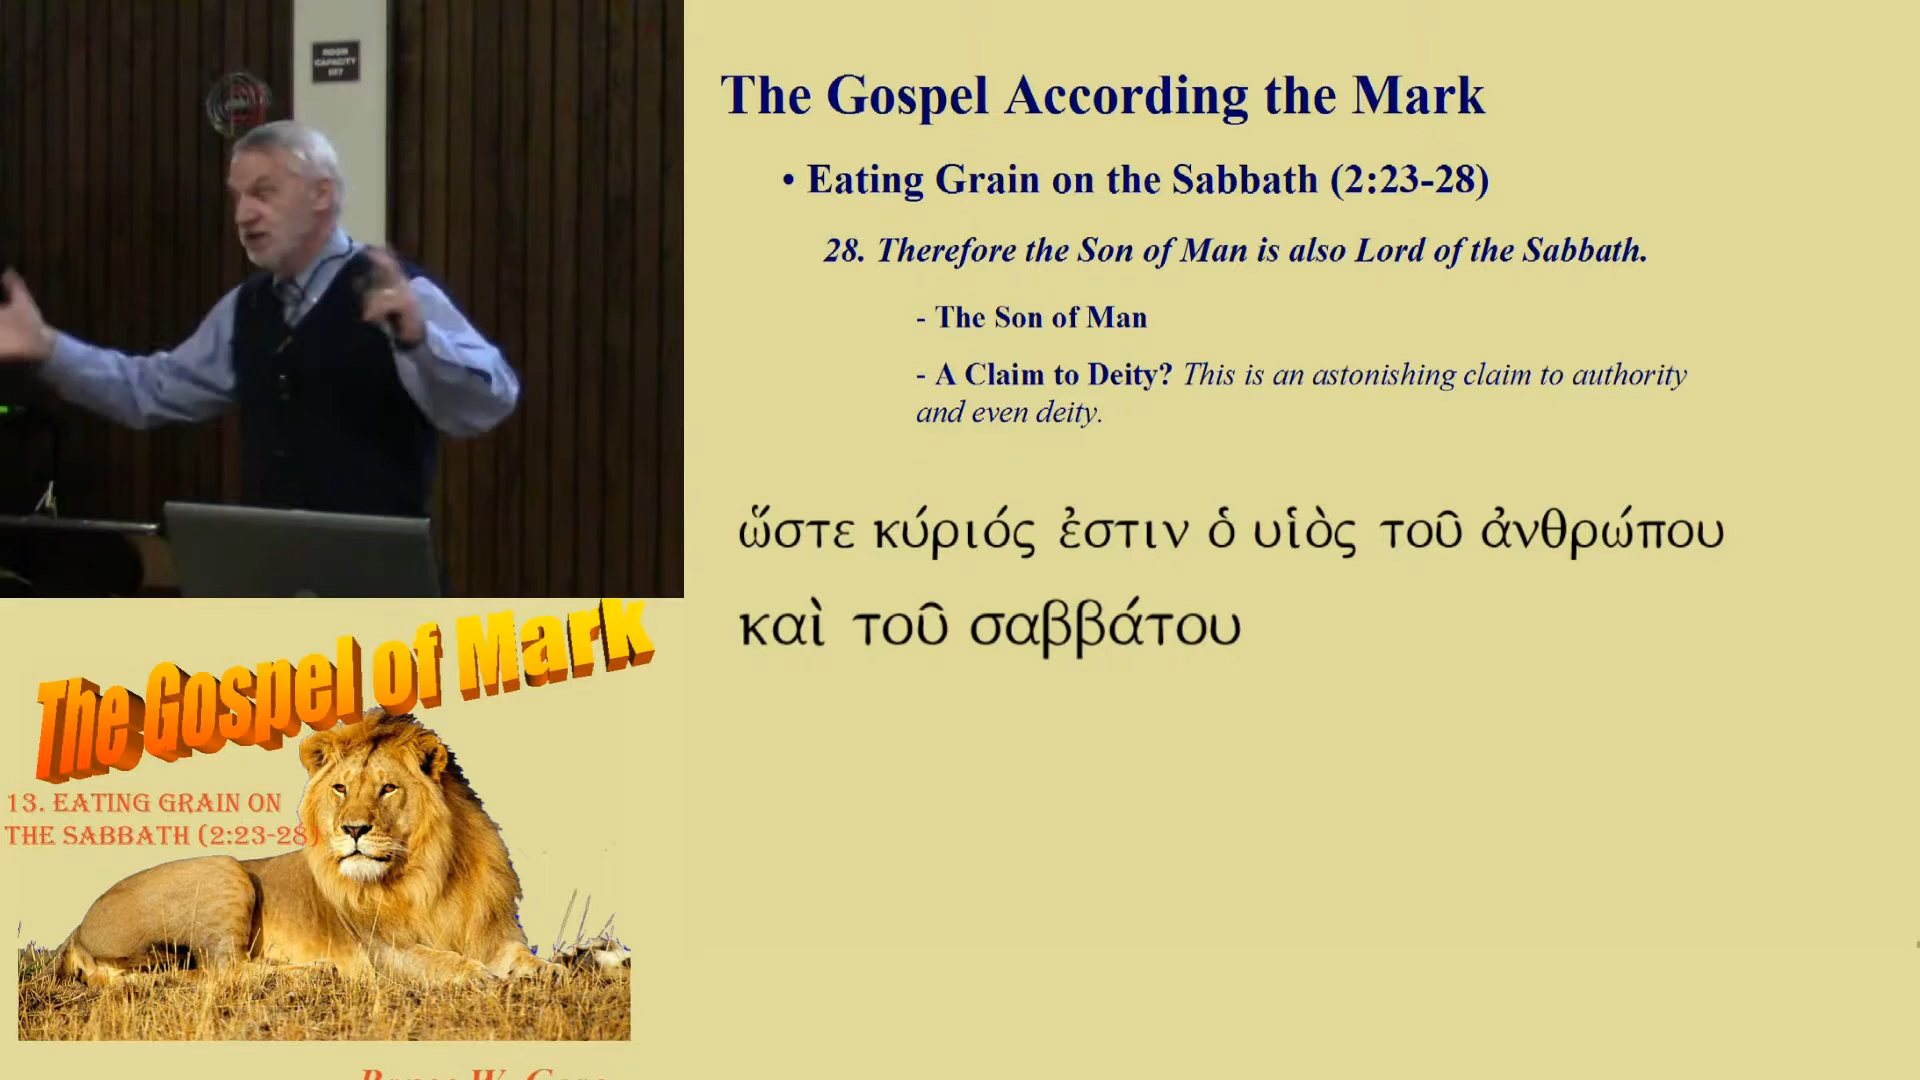 ROOM
CAPACITY
The Gospel According the Mark
• Eating Grain on the Sabbath (2:23-28)
28. Therefore the Son of Man is also Lord of the Sabbath.
- The Son of Man
- A Claim to Deity? This is an astonishing claim to authority
and even deity.
ὥστε κύριός ἐστιν ὁ υἱὸς τοῦ ἀνθρώπου
καὶ τοῦ σαββάτου
The Gospel of Mark
13. EATING GRAIN ON
THE SABBATH (2:23-28)